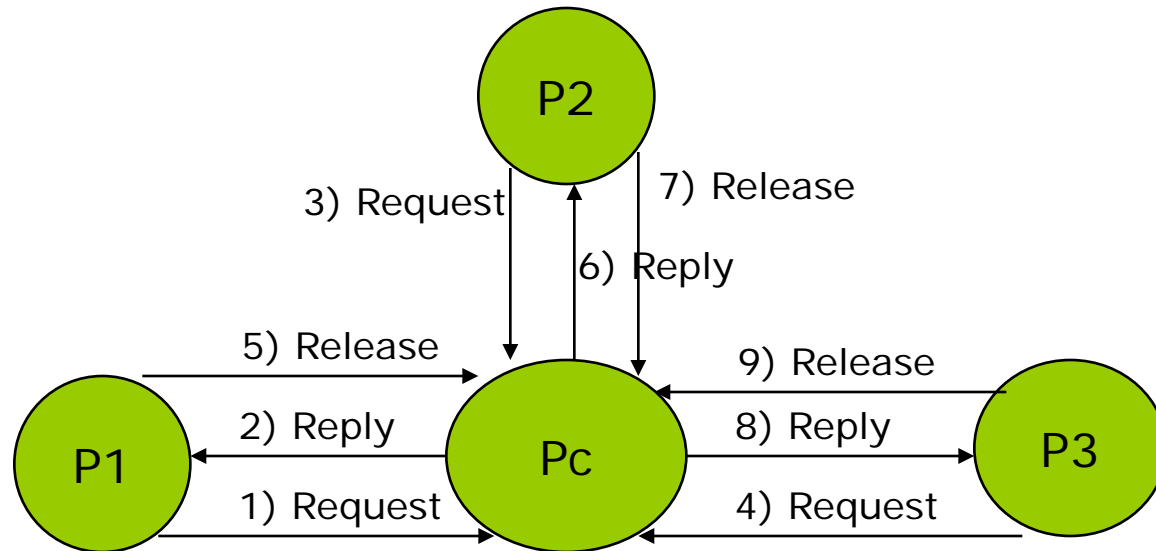 P2
3) Request
7) Release
6) Reply
5) Release
9) Release
2) Reply
8) Reply
P1
Pc
P3
1) Request
4) Request